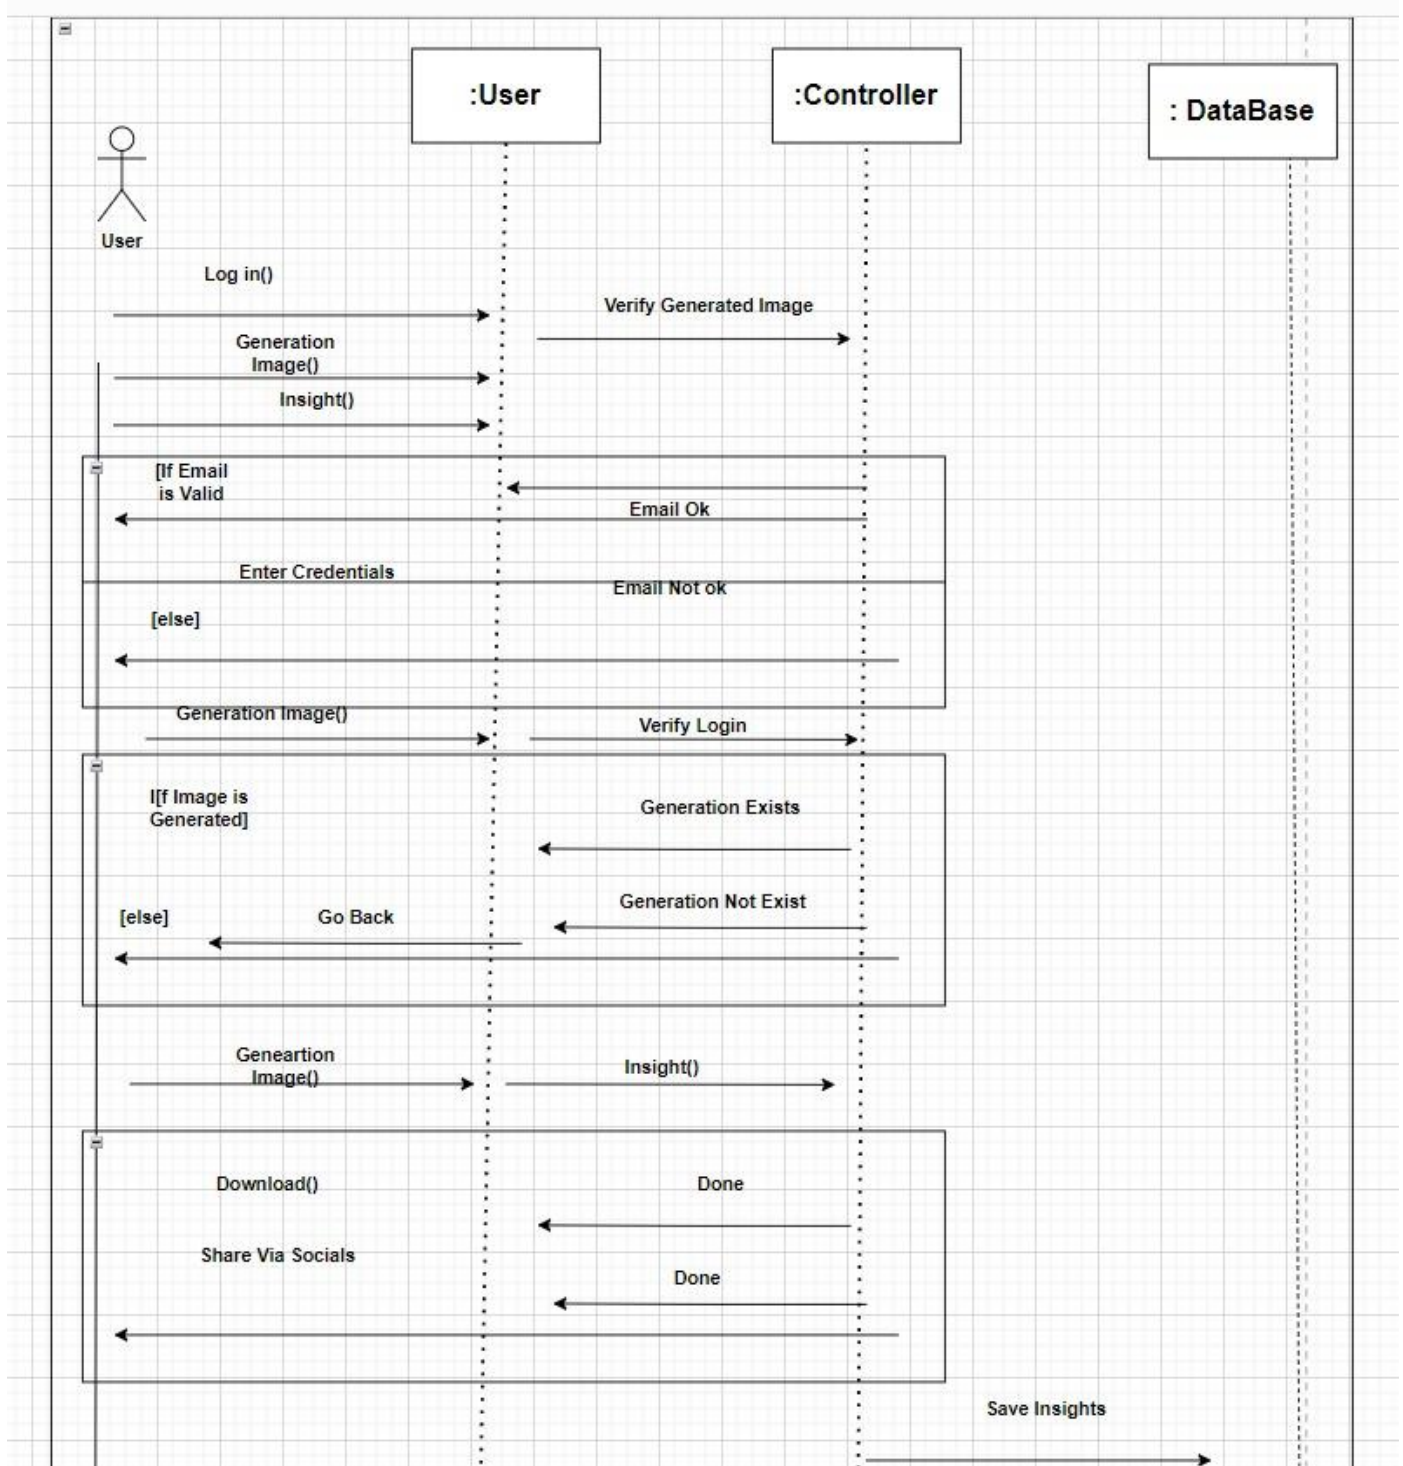 :User
:Controller
: DataBase
User
Log in()
Verify Generated Image
Generation
Image()
Insight()
[If Email
is Valid
Email Ok
Enter Credentials
Email Not ok
[else]
Generation Image()
Verify Login
I[f Image is
Generated]
Generation Exists
Generation Not Exist
[else]
Go Back
Geneartion
Image()
Insight()
Download()
Done
Share Via Socials
Done
Save Insights